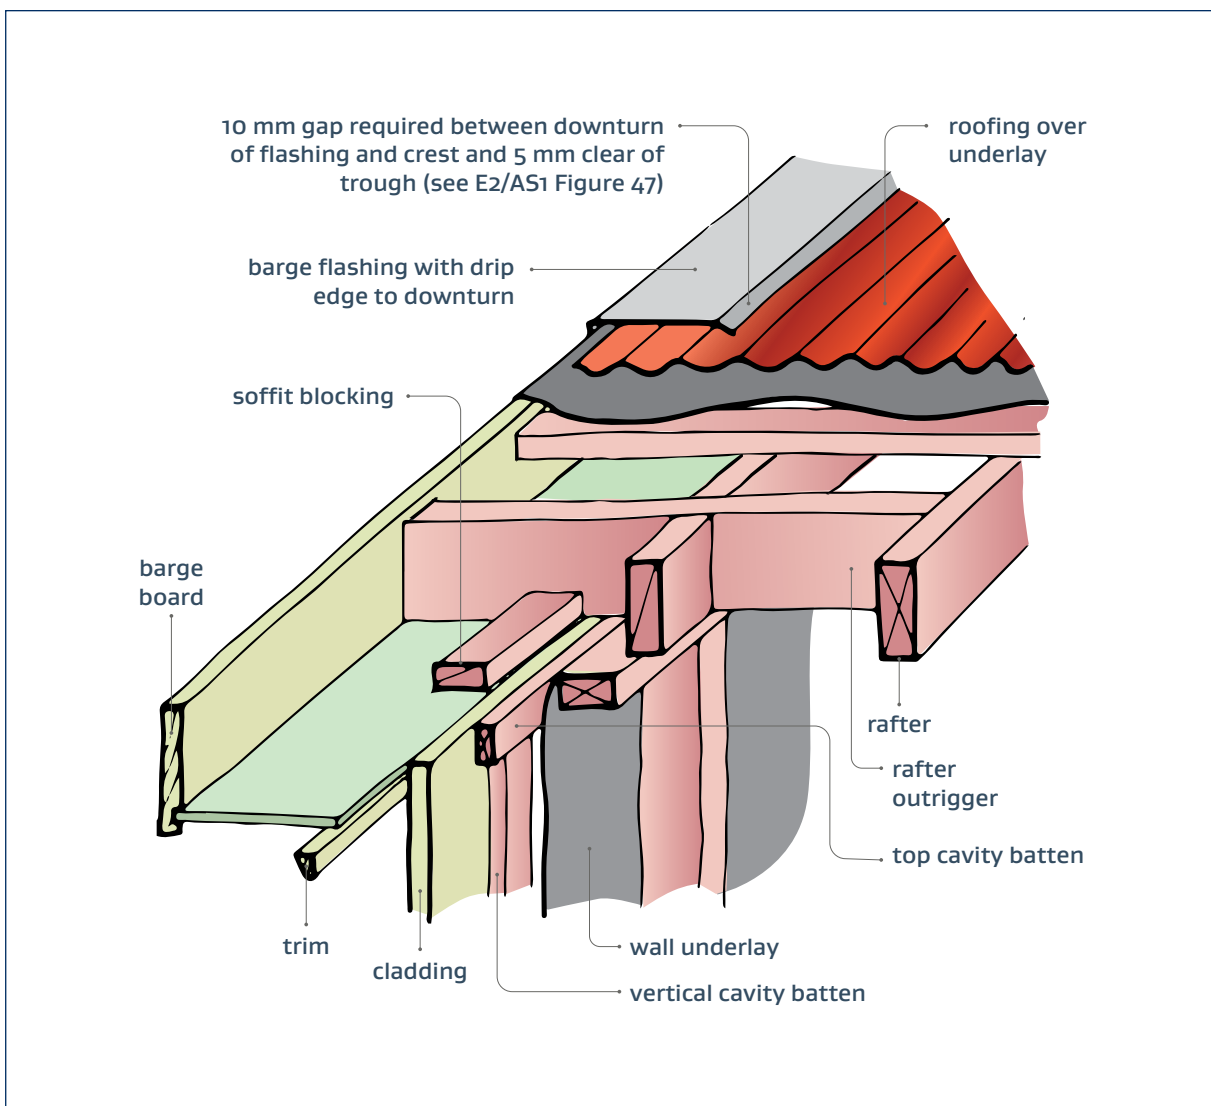 10 mm gap required between downturn
of flashing and crest and 5 mm clear of
trough (see E2/AS1 Figure 47)
roofing over
underlay
barge flashing with drip
edge to downturn
soffit blocking
barge
board
rafter
rafter
outrigger
top cavity batten
trim
cladding
wall underlay
vertical cavity batten